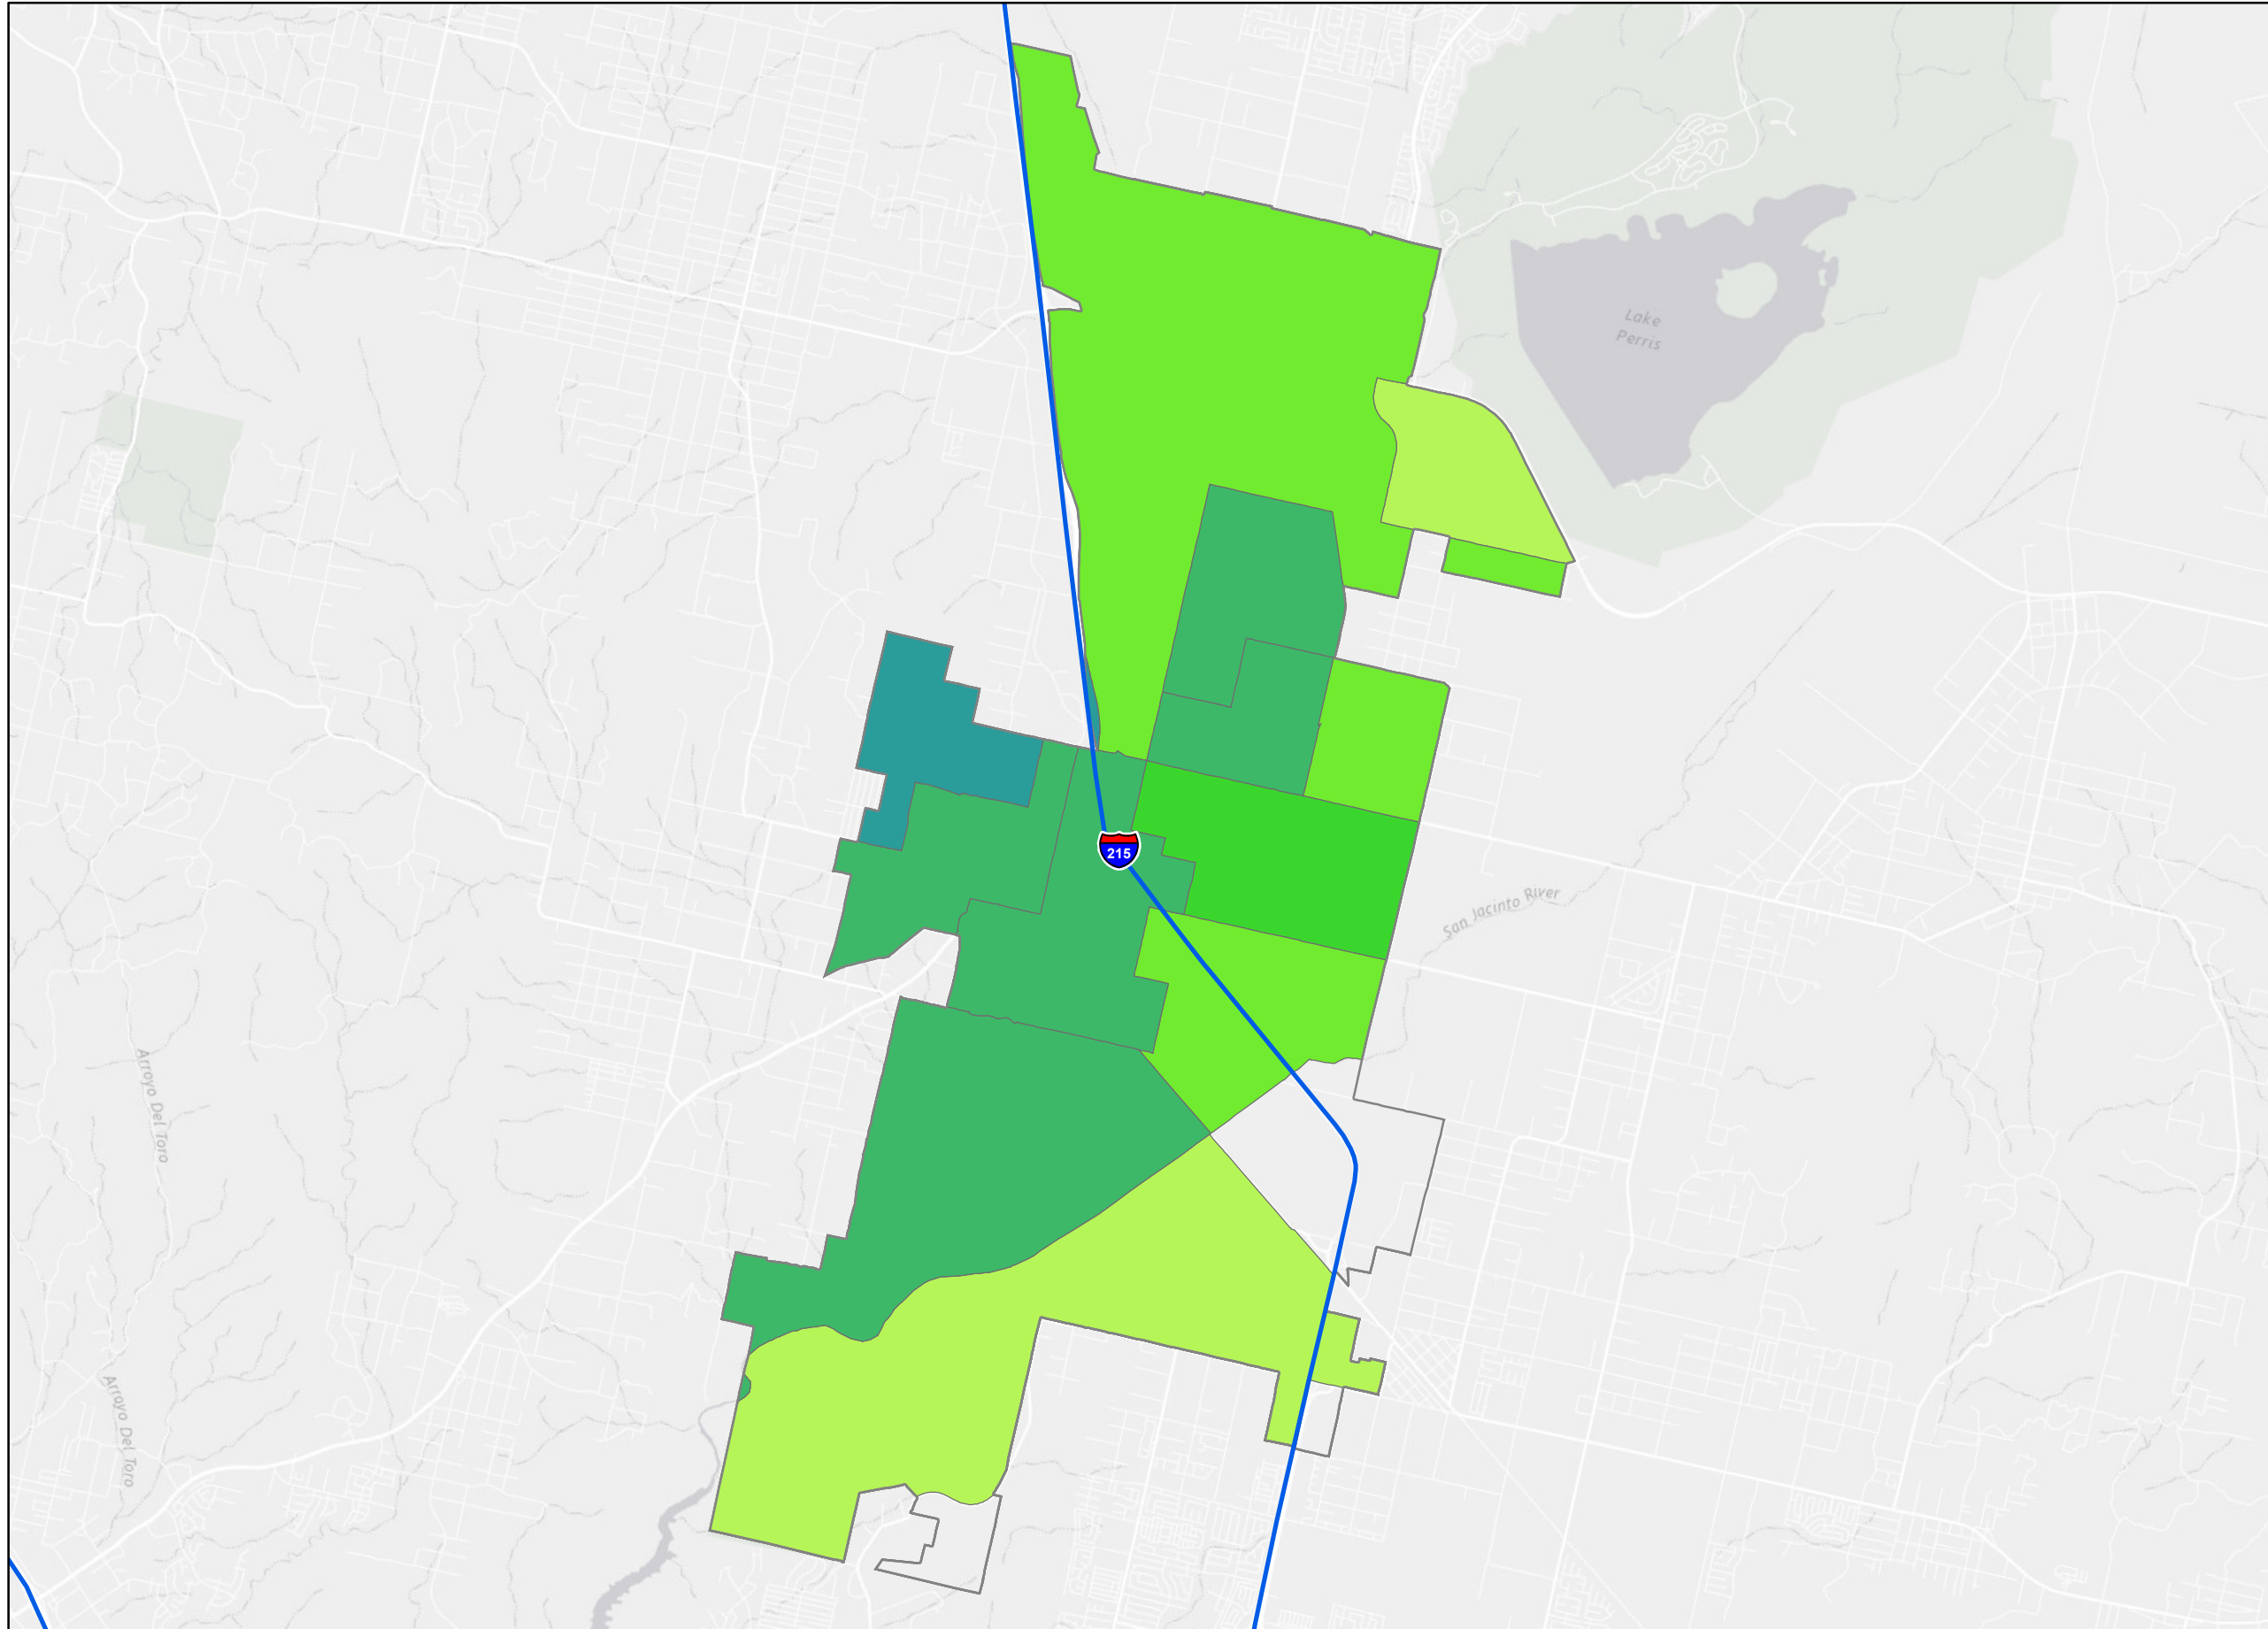 Lake
Perris
215
San Jacinto River
Arroyo Del Toro
Arroyo Del Toro